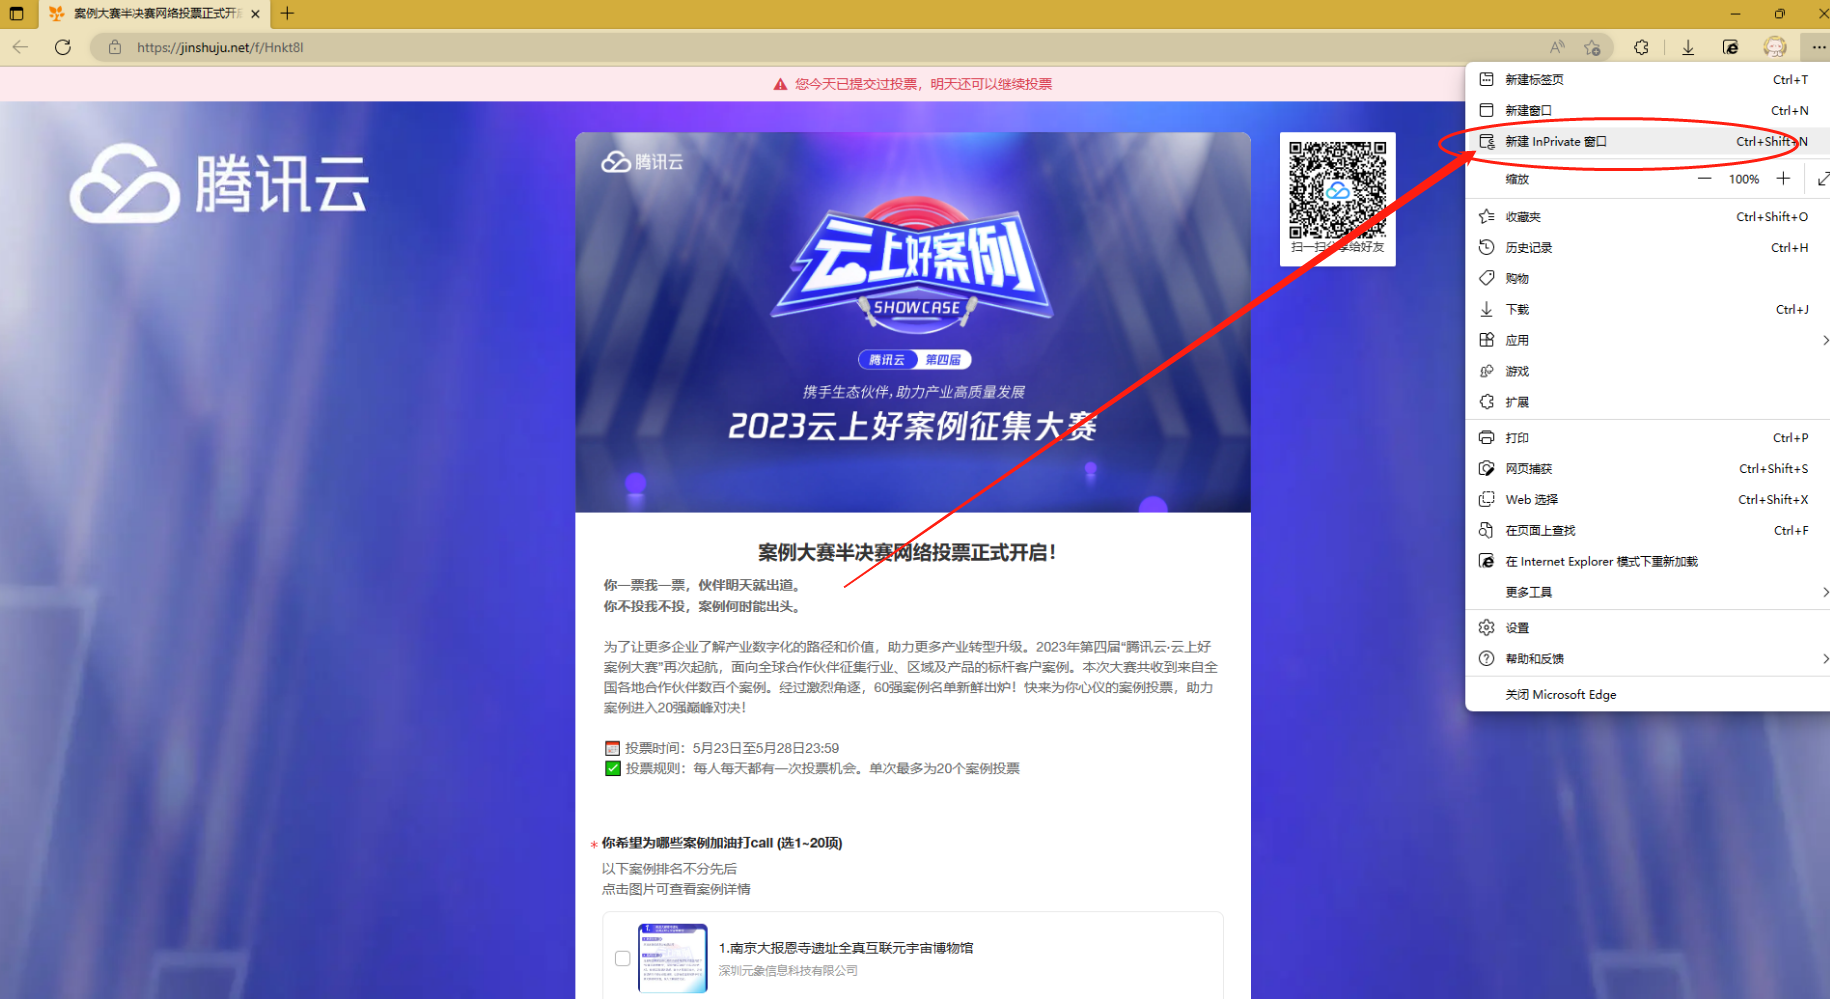 案例大赛半决赛网络投票正式开启
https://jinshuju.net/f/Hnkt8I
您今天已提交过投票，明天还可以继续投票
腾讯云
腾讯云
云上好案例
SHOWCASE
腾讯云 第四届
携手生态伙伴，助力产业高质量发展
2023云上好案例征集大赛
扫一扫分享给好友
案例大赛半决赛网络投票正式开启！
你一票我一票，伙伴明天就出道。
你不投我不投，案例何时能出头。
为了让更多企业了解产业数字化的路径和价值，助力更多产业转型升级。2023年第四届“腾讯云·云上好
案例大赛”再次起航，面向全球合作伙伴征集行业、区域及产品的标杆客户案例。本次大赛共收到来自全
国各地合作伙伴数百个案例。经过激烈角逐，60强案例名单新鲜出炉！快来为你心仪的案例投票，助力
案例进入20强巅峰对决！
投票时间：5月23日至5月28日23:59
投票规则：每人每天都有一次投票机会。单次最多为20个案例投票
* 你希望为哪些案例加油打call (选1~20项)
以下案例排名不分先后
点击图片可查看案例详情
1.南京大报恩寺遗址全真互联元宇宙博物馆
深圳元象信息科技有限公司
新建标签页 Ctrl+T
新建窗口 Ctrl+N
新建 InPrivate 窗口 Ctrl+Shift+N
缩放 — 100% +
收藏夹 Ctrl+Shift+O
历史记录 Ctrl+H
购物
下载 Ctrl+J
应用
游戏
扩展
打印 Ctrl+P
网页捕获 Ctrl+Shift+S
Web 选择 Ctrl+Shift+X
在页面上查找 Ctrl+F
在 Internet Explorer 模式下重新加载
更多工具
设置
帮助和反馈
关闭 Microsoft Edge